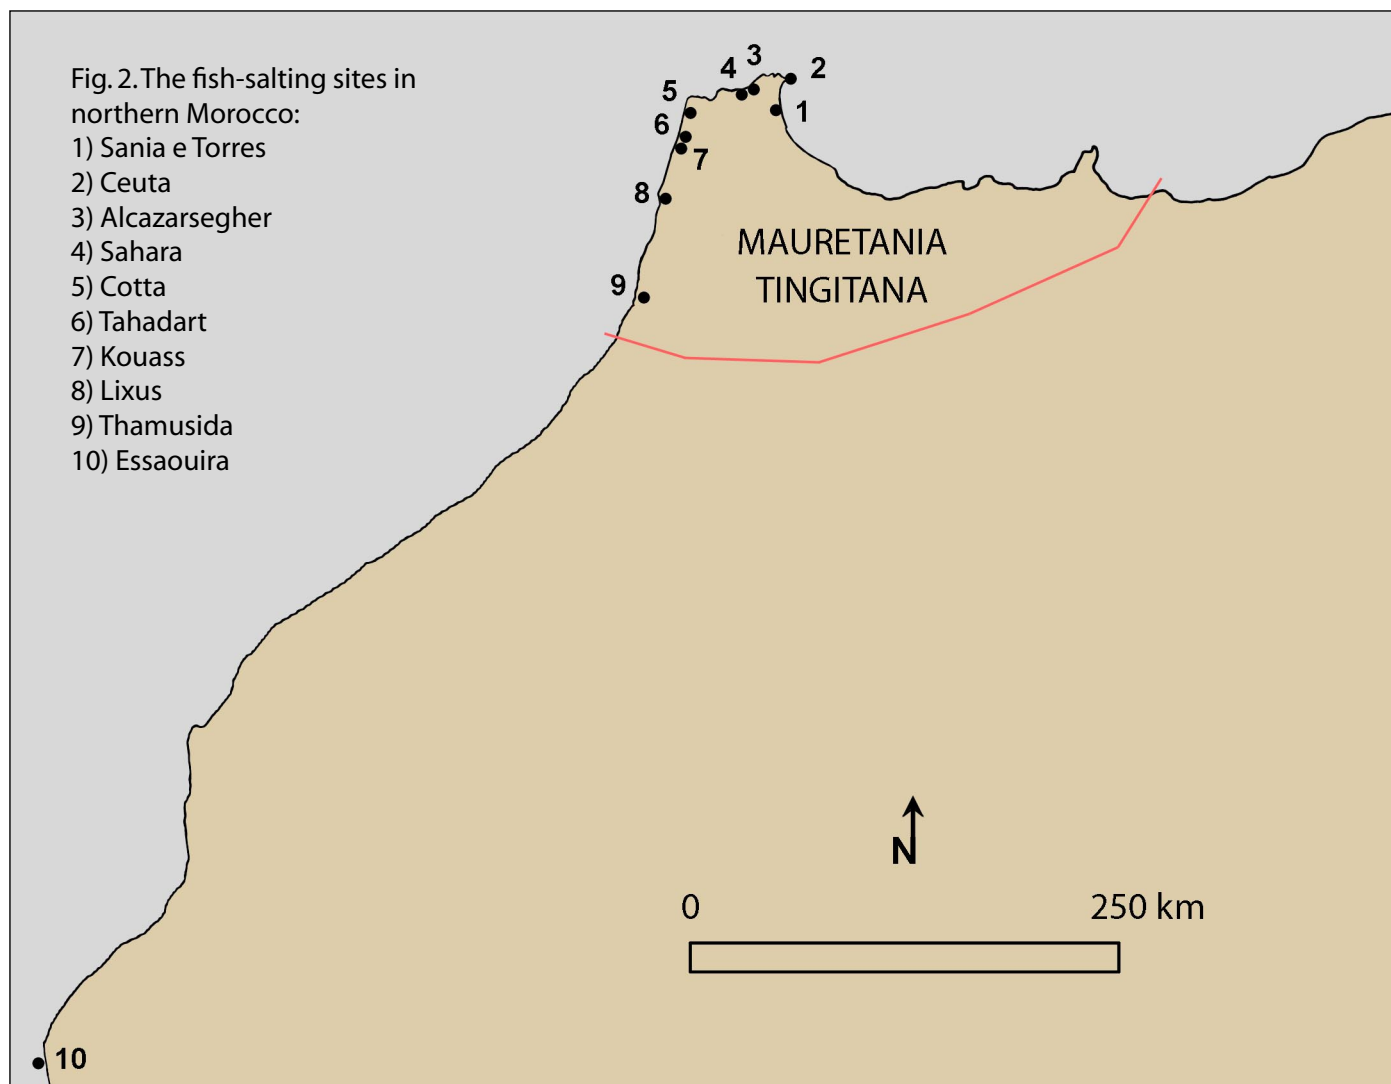 Fig. 2. The fish-salting sites in
northern Morocco:
1) Sania e Torres
2) Ceuta
3) Alcazarsegher
4) Sahara
5) Cotta
6) Tahadart
7) Kouass
8) Lixus
9) Thamusida
10) Essaouira
3
2
4
5
1
6
7
8
9
MAURETANIA
TINGITANA
N
0 250 km
10